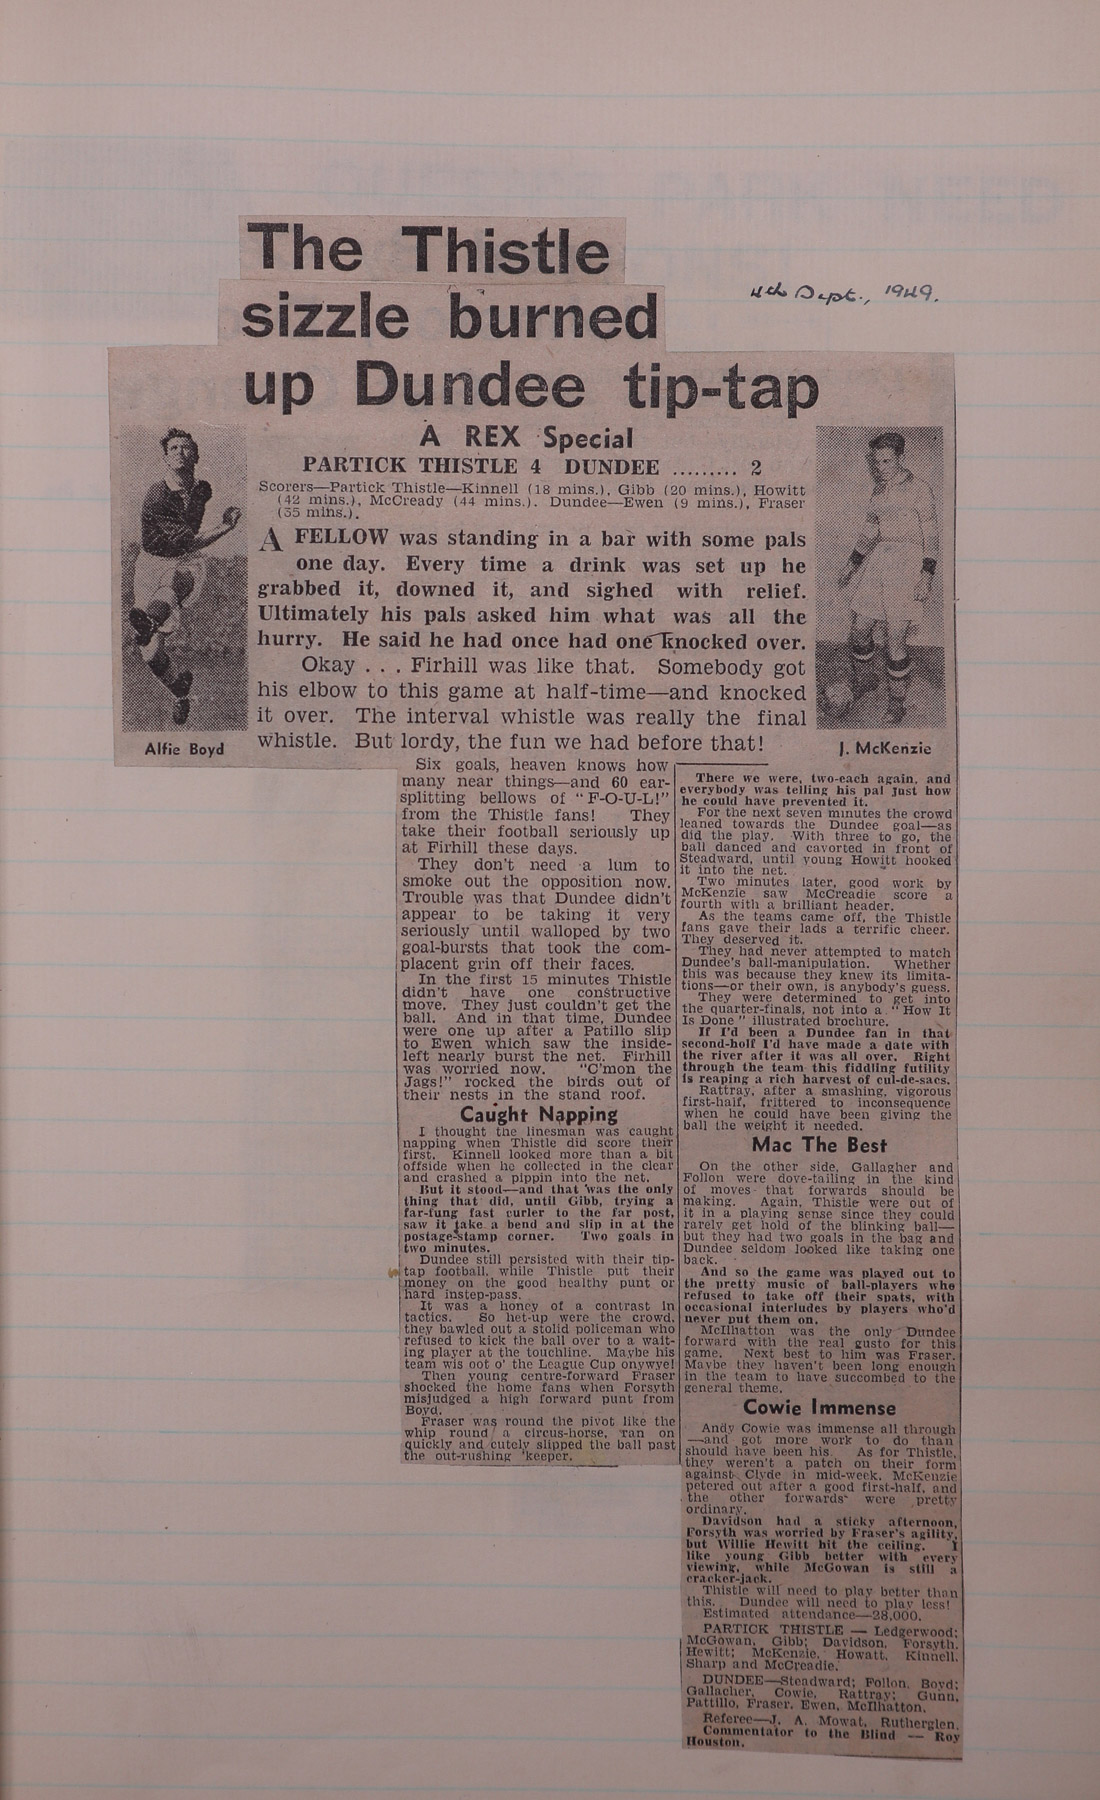 The Thistle
sizzle burned
up Dundee tip-tap
4th Sept., 1949.
A REX Special
PARTICK THISTLE 4 DUNDEE ......... 2
Scorers—Partick Thistle—Kinnell (18 mins.), Gibb (20 mins.), Howitt
(42 mins.), McCready (44 mins.). Dundee—Ewen (9 mins.), Fraser
(35 mins.).
A FELLOW was standing in a bar with some pals
one day. Every time a drink was set up he
grabbed it, downed it, and sighed with relief.
Ultimately his pals asked him what was all the
hurry. He said he had once had one knocked over.
Okay . . . Firhill was like that. Somebody got
his elbow to this game at half-time—and knocked
it over. The interval whistle was really the final
whistle. But lordy, the fun we had before that!
Alfie Boyd
J. McKenzie
Six goals, heaven knows how
many near things—and 60 ear-
splitting bellows of "F-O-U-L!"
from the Thistle fans! They
take their football seriously up
at Firhill these days.
They don't need a lum to
smoke out the opposition now.
Trouble was that Dundee didn't
appear to be taking it very
seriously until walloped by two
goal-bursts that took the com-
placent grin off their faces.
In the first 15 minutes Thistle
didn't have one constructive
move. They just couldn't get the
ball. And in that time, Dundee
were one up after a Patillo slip
to Ewen which saw the inside-
left nearly burst the net. Firhill
was worried now. "C'mon the
Jags!" rocked the birds out of
their nests in the stand roof.
Caught Napping
I thought the linesman was caught
napping when Thistle did score their
first. Kinnell looked more than a bit
offside when he collected in the clear
and crashed a pippin into the net.
But it stood—and that was the only
thing that did, until Gibb, trying a
far-fung fast curler to the far post,
saw it take a bend and slip in at the
postage-stamp corner. Two goals in
two minutes.
Dundee still persisted with their tip-
tap football, while Thistle put their
money on the good healthy punt or
hard instep-pass.
It was a honey of a contrast in
tactics. So het-up were the crowd,
they bawled out a stolid policeman who
refused to kick the ball over to a wait-
ing player at the touchline. Maybe his
team wis oot o' the League Cup onywye!
Then young centre-forward Fraser
shocked the home fans when Forsyth
misjudged a high forward punt from
Boyd.
Fraser was round the pivot like the
whip round a circus-horse, ran on
quickly and cutely slipped the ball past
the out-rushing 'keeper.
There we were, two-each again, and
everybody was telling his pal just how
he could have prevented it.
For the next seven minutes the crowd
leaned towards the Dundee goal—as
did the play. With three to go, the
ball danced and cavorted in front of
Steadward, until young Howitt hooked
it into the net.
Two minutes later, good work by
McKenzie saw McCreadie score a
fourth with a brilliant header.
As the teams came off, the Thistle
fans gave their lads a terrific cheer.
They deserved it.
They had never attempted to match
Dundee's ball-manipulation. Whether
this was because they knew its limita-
tions—or their own, is anybody's guess.
They were determined to get into
the quarter-finals, not into a "How It
Is Done" illustrated brochure.
If I'd been a Dundee fan in that
second-half I'd have made a date with
the river after it was all over. Right
through the team this fiddling futility
is reaping a rich harvest of cul-de-sacs.
Rattray, after a smashing, vigorous
first-half, frittered to inconsequence
when he could have been giving the
ball the weight it needed.
Mac The Best
On the other side, Gallagher and
Follon were dove-tailing in the kind
of moves that forwards should be
making. Again, Thistle were out of
it in a playing sense since they could
rarely get hold of the blinking ball—
but they had two goals in the bag and
Dundee seldom looked like taking one
back.
And so the game was played out to
the pretty music of ball-players who
refused to take off their spats, with
occasional interludes by players who'd
never put them on.
McIlhatton was the only Dundee
forward with the real gusto for this
game. Next best to him was Fraser.
Maybe they haven't been long enough
in the team to have succombed to the
general theme.
Cowie Immense
Andy Cowie was immense all through
—and got more work to do than
should have been his. As for Thistle,
they weren't a patch on their form
against Clyde in mid-week. McKenzie
petered out after a good first-half, and
the other forwards were pretty
ordinary.
Davidson had a sticky afternoon,
Forsyth was worried by Fraser's agility,
but Willie Hewitt hit the ceiling. I
like young Gibb better with every
viewing, while McGowan is still a
cracker-jack.
Thistle will need to play better than
this. Dundee will need to play less!
Estimated attendance—28,000.
PARTICK THISTLE — Ledgerwood;
McGowan, Gibb; Davidson, Forsyth,
Hewitt; McKenzie, Howatt, Kinnell,
Sharp and McCreadie.
DUNDEE—Steadward; Follon, Boyd;
Gallacher, Cowie, Rattray; Gunn,
Pattillo, Fraser, Ewen, McIlhatton.
Referee—J. A. Mowat, Rutherglen.
Commentator to the Blind — Roy
Houston.